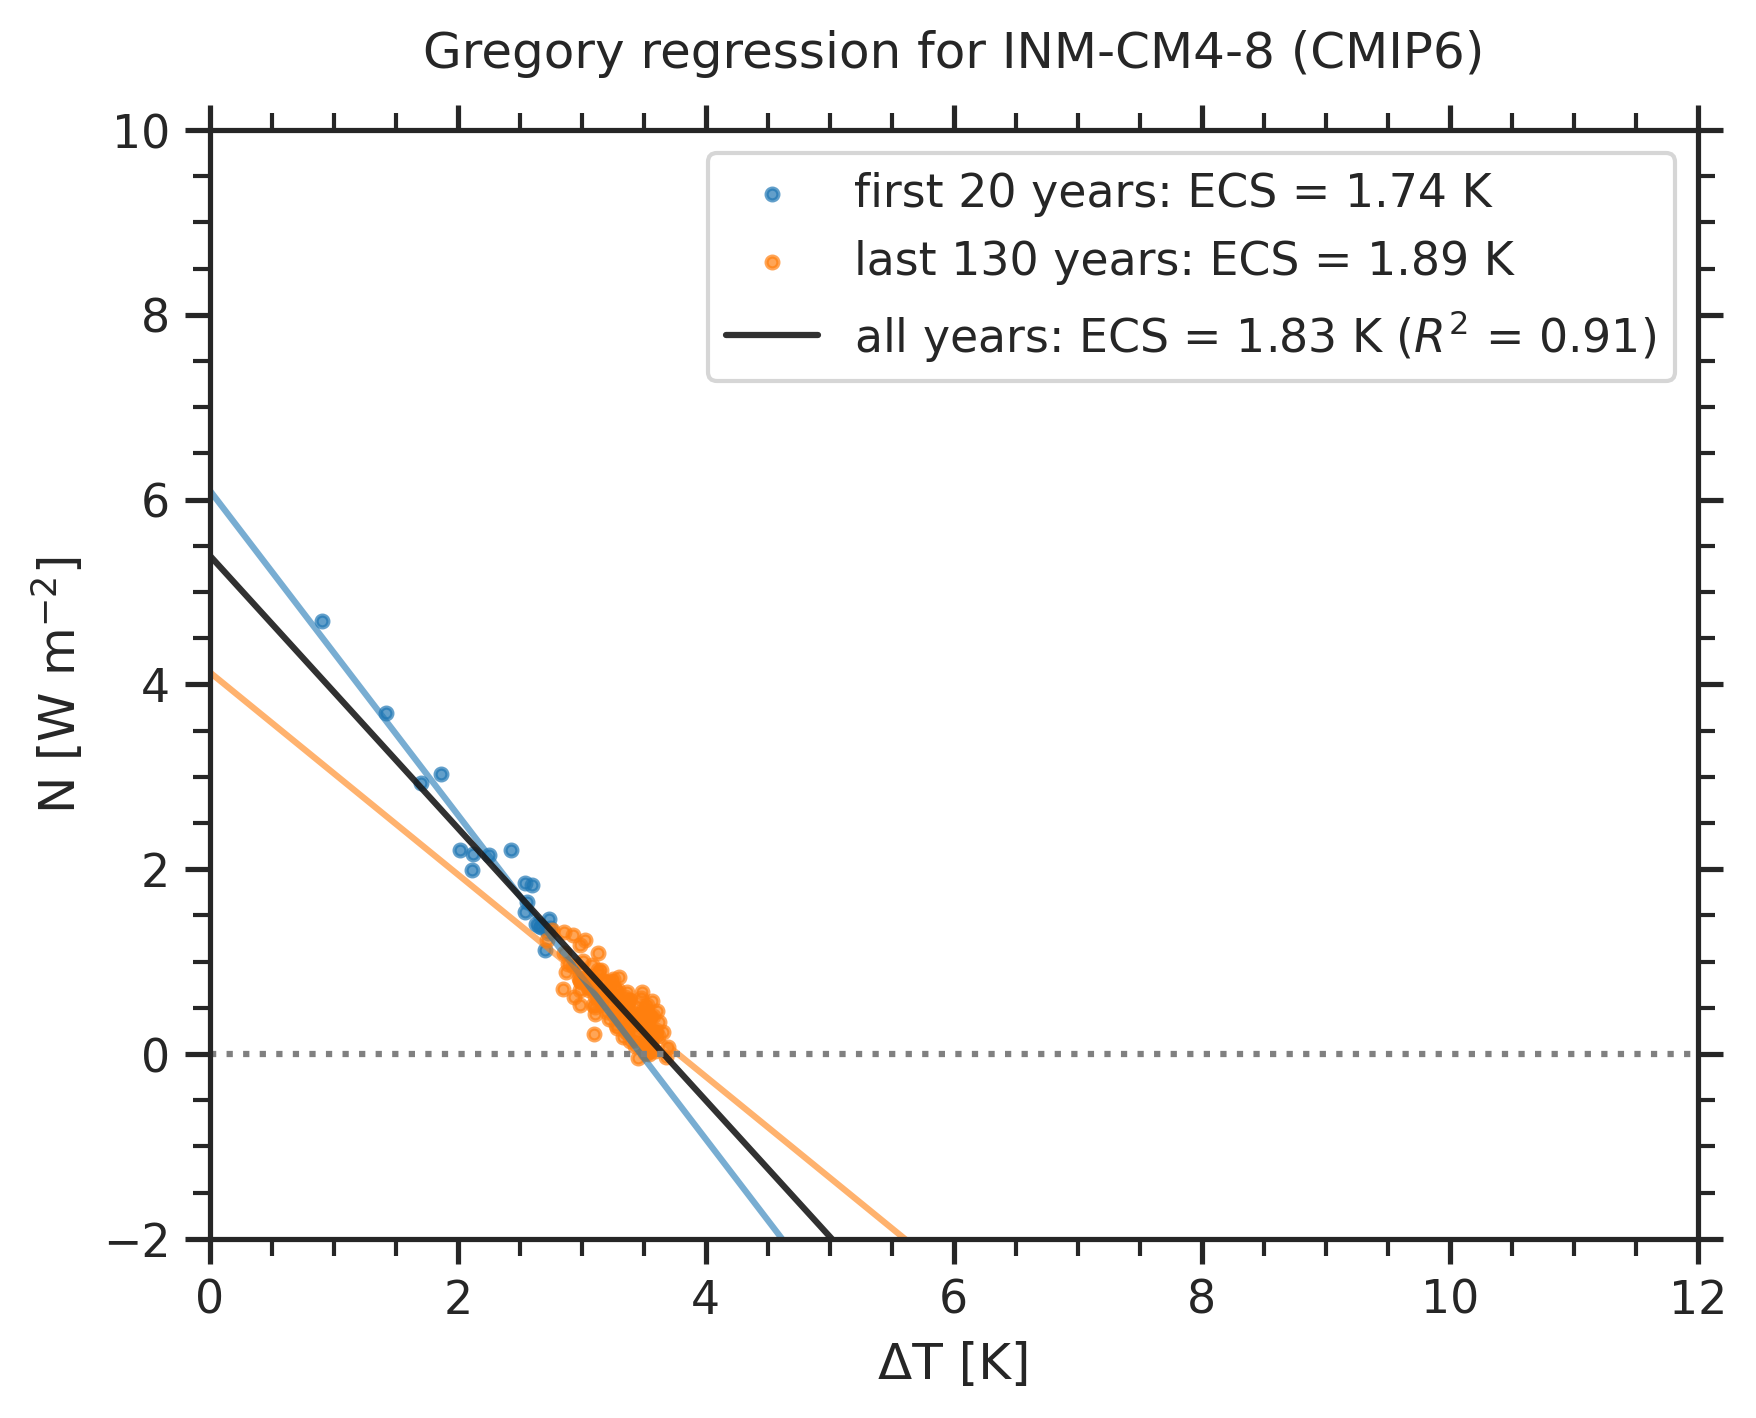 Gregory regression for INM-CM4-8 (CMIP6)
first 20 years: ECS = 1.74 K
last 130 years: ECS = 1.89 K
all years: ECS = 1.83 K (R² = 0.91)
N [W m⁻²]
10
8
6
4
2
0
−2
0 2 4 6 8 10 12
ΔT [K]